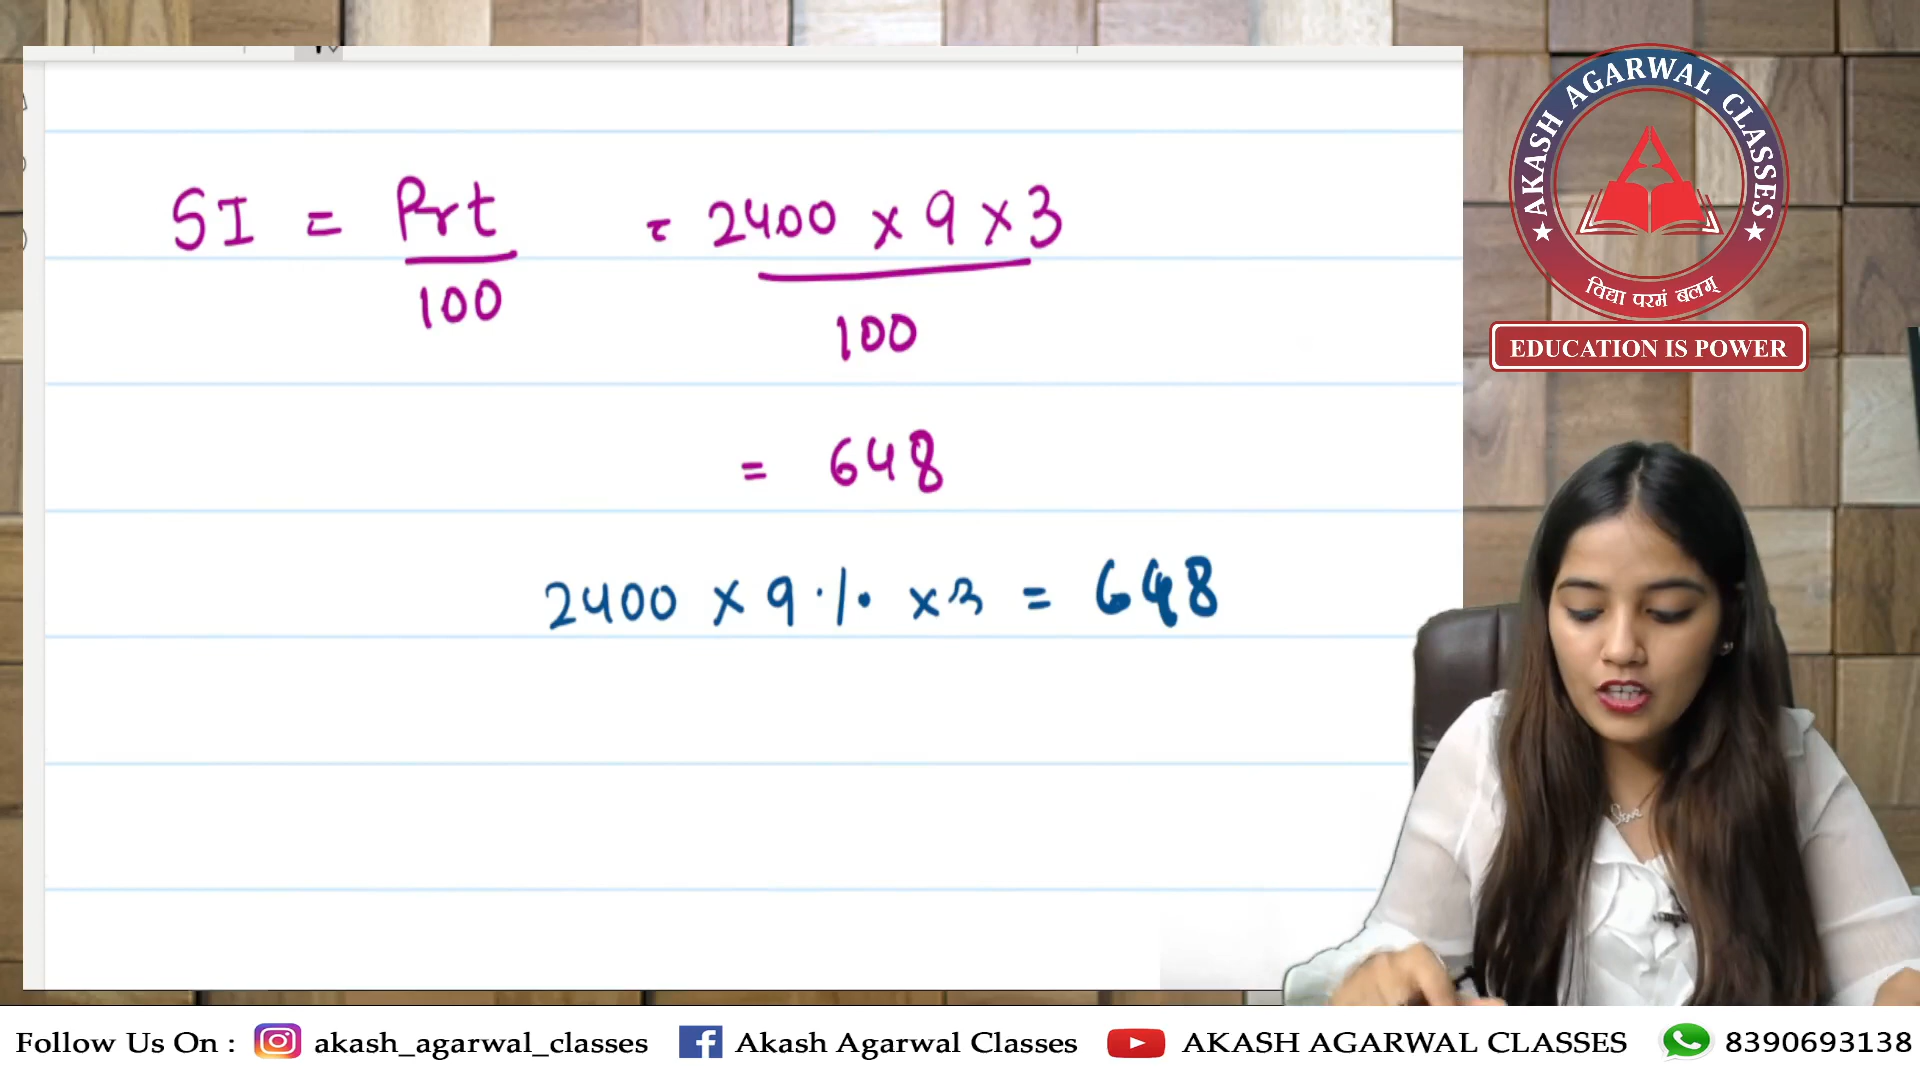 SI = Prt = 2400 × 9 × 3
100 100
= 648
2400 × 9 % × 3 = 648
AKASH AGARWAL CLASSES
विद्या परमं बलम्
EDUCATION IS POWER
Follow Us On : akash_agarwal_classes Akash Agarwal Classes AKASH AGARWAL CLASSES 8390693138